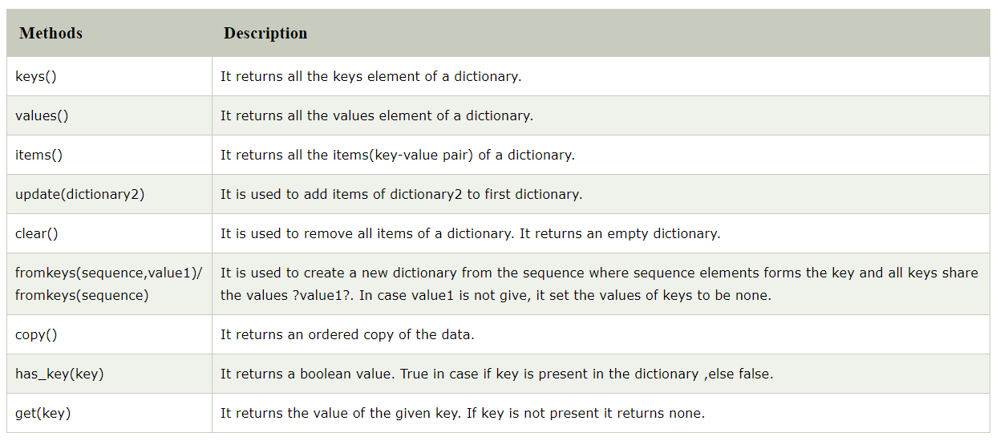 Methods Description
keys() It returns all the keys element of a dictionary.
values() It returns all the values element of a dictionary.
items() It returns all the items(key-value pair) of a dictionary.
update(dictionary2) It is used to add items of dictionary2 to first dictionary.
clear() It is used to remove all items of a dictionary. It returns an empty dictionary.
fromkeys(sequence,value1)/ It is used to create a new dictionary from the sequence where sequence elements forms the key and all keys share
fromkeys(sequence) the values ?value1?. In case value1 is not give, it set the values of keys to be none.
copy() It returns an ordered copy of the data.
has_key(key) It returns a boolean value. True in case if key is present in the dictionary ,else false.
get(key) It returns the value of the given key. If key is not present it returns none.